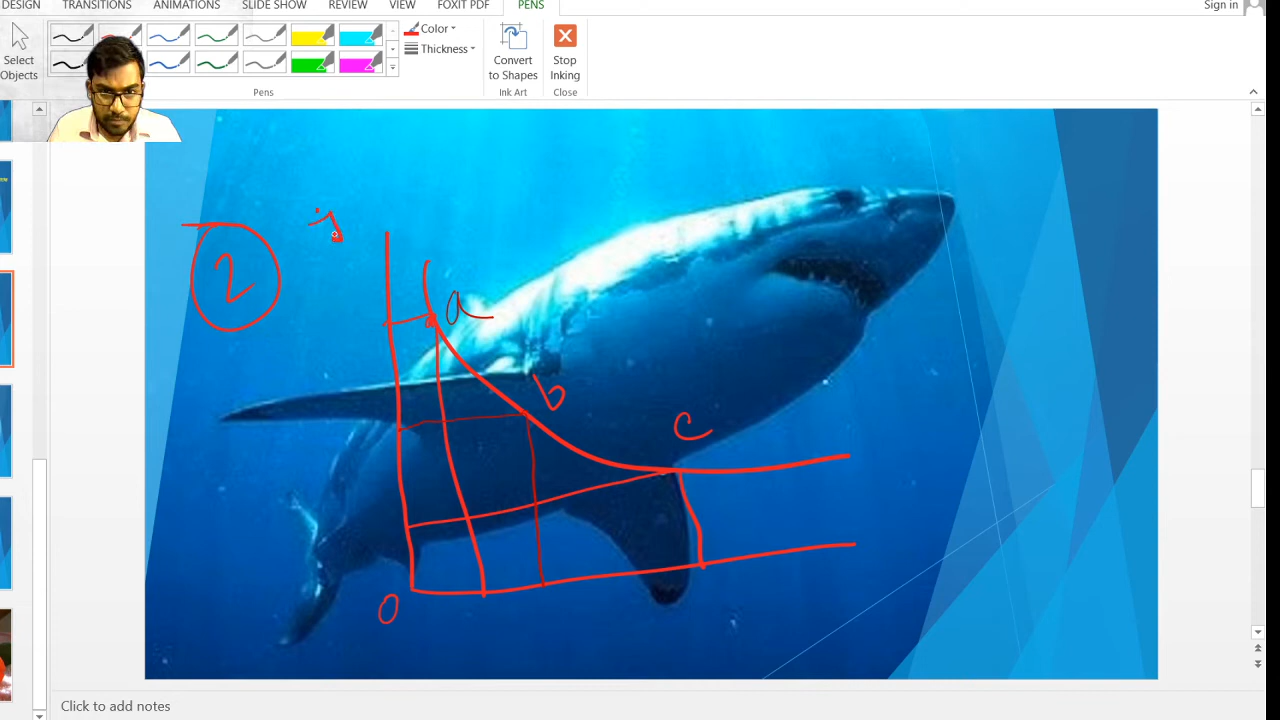 DESIGN TRANSITIONS ANIMATIONS SLIDE SHOW REVIEW VIEW FOXIT PDF PENS Sign in
Select
Objects
Color
Thickness
Convert
to Shapes
Stop
Inking
Pens
Ink Art
Close
2
a
b
c
0
Click to add notes